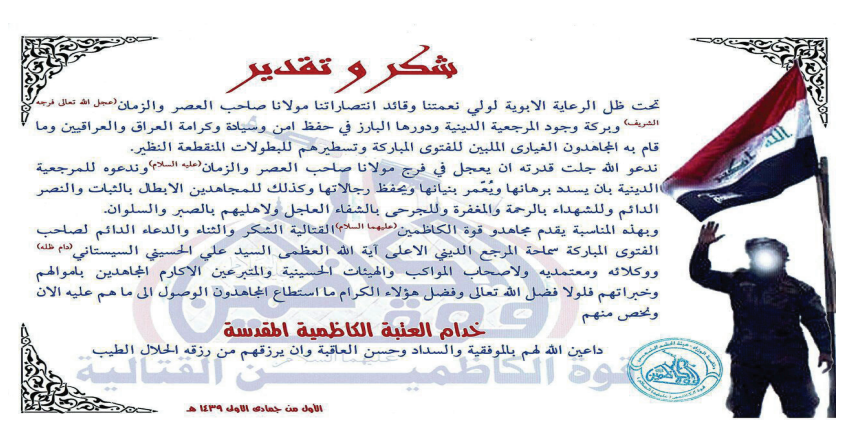 شكر و تقدير
تحت ظل الرعاية الابوية لولي نعمتنا وقائد انتصاراتنا مولانا صاحب العصر والزمان(عجل الله تعالى فرجه
الشريف) وبركة وجود المرجعية الدينية ودورها البارز في حفظ امن وسيادة وكرامة العراق والعراقيين وما
قام به المجاهدون الغيارى الملبين للفتوى المباركة وتسطيرهم للبطولات المنقطعة النظير.
ندعو الله جلت قدرته ان يعجل في فرج مولانا صاحب العصر والزمان(عليه السلام)وندعوه للمرجعية
الدينية بان يسدد برهانها ويُعّمر بنيانها ويحفظ رجالاتها وكذلك للمجاهدين الابطال بالثبات والنصر
الدائم وللشهداء بالرحمة والمغفرة وللجرحى بالشفاء العاجل ولاهليهم بالصبر والسلوان.
وبهذه المناسبة يقدم مجاهدو قوة الكاظمين(عليهما السلام)القتالية الشكر والثناء والدعاء الدائم لصاحب
الفتوى المباركة سماحة المرجع الديني الاعلى آية الله العظمى السيد علي الحسيني السيستاني(دام ظله)
ووكلائه ومعتمديه ولاصحاب المواكب والهيئات الحسينية والمتبرعين الاكارم المجاهدين باموالهم
وخبراتهم فلولا فضل الله تعالى وفضل هؤلاء الكرام ما استطاع المجاهدون الوصول الى ما هم عليه الان
ونخص منهم
خدام العتبة الكاظمية المقدسة
داعين الله لهم بالموفقية والسداد وحسن العاقبة وان يرزقهم من رزقه الحلال الطيب
قوة الكاظمين القتالية
الأول من جمادى الاولى ١٤٣٩ هـ
الله اكبر